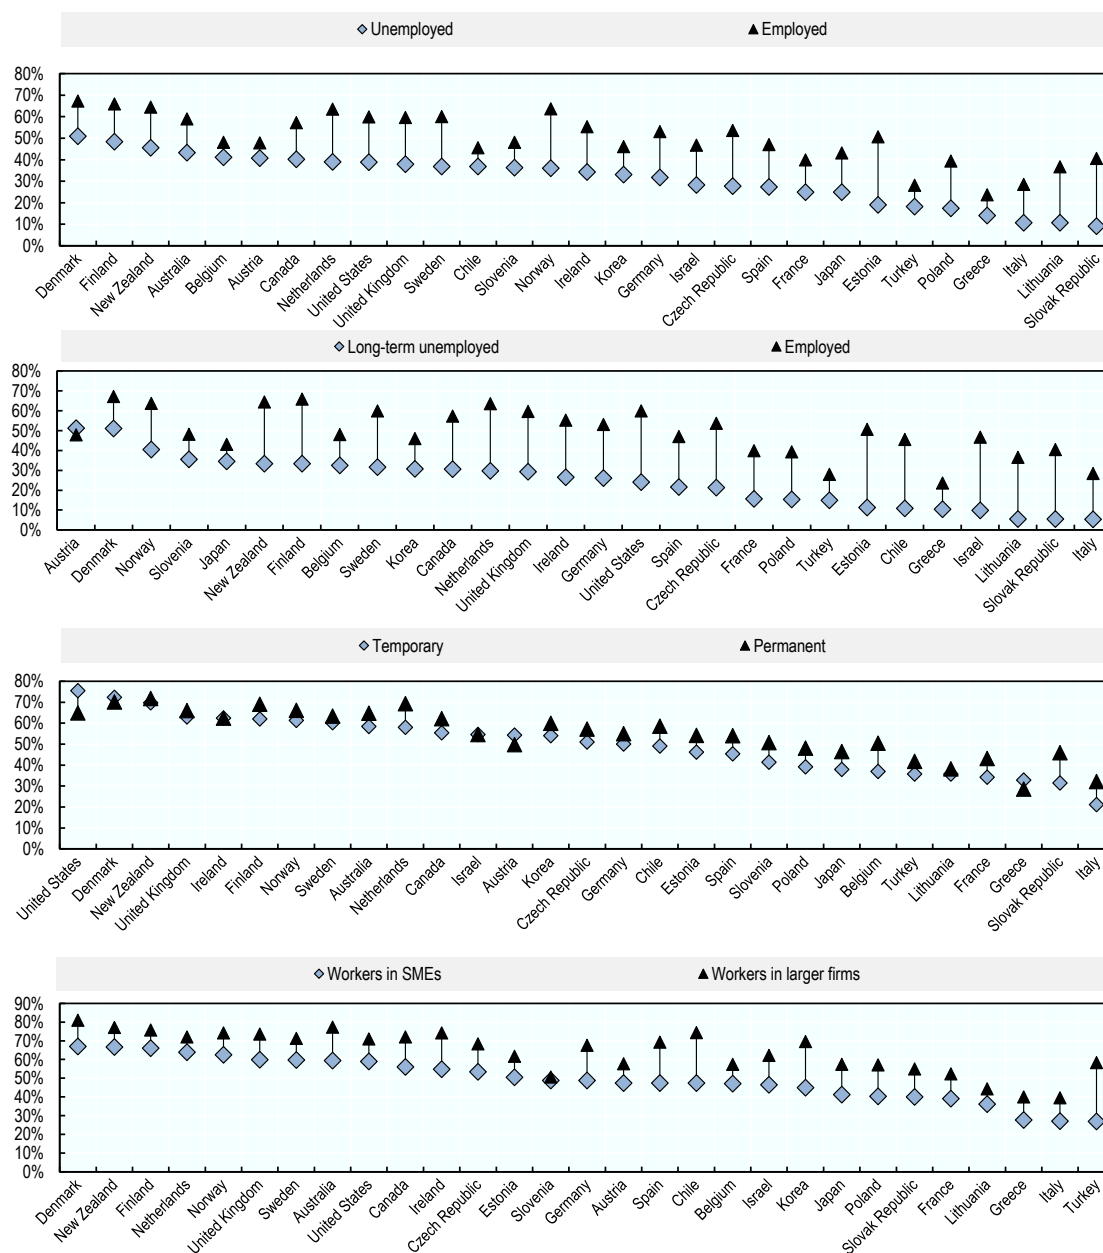 Unemployed Employed
80%
70%
60%
50%
40%
30%
20%
10%
0%
Denmark
Finland
New Zealand
Australia
Belgium
Austria
Canada
Netherlands
United States
United Kingdom
Sweden
Chile
Slovenia
Norway
Ireland
Korea
Germany
Israel
Czech Republic
Spain
France
Japan
Estonia
Turkey
Poland
Greece
Italy
Lithuania
Slovak Republic
Long-term unemployed Employed
80%
70%
60%
50%
40%
30%
20%
10%
0%
Austria
Denmark
Norway
Slovenia
Japan
New Zealand
Finland
Belgium
Sweden
Korea
Canada
Netherlands
United Kingdom
Ireland
Germany
United States
Spain
Czech Republic
France
Poland
Turkey
Estonia
Chile
Greece
Israel
Lithuania
Slovak Republic
Italy
Temporary Permanent
80%
70%
60%
50%
40%
30%
20%
10%
0%
United States
Denmark
New Zealand
United Kingdom
Ireland
Finland
Norway
Sweden
Australia
Netherlands
Canada
Israel
Austria
Korea
Czech Republic
Germany
Chile
Estonia
Spain
Slovenia
Poland
Japan
Belgium
Turkey
Lithuania
France
Greece
Slovak Republic
Italy
Workers in SMEs Workers in larger firms
90%
80%
70%
60%
50%
40%
30%
20%
10%
0%
Denmark
New Zealand
Finland
Netherlands
Norway
United Kingdom
Sweden
Australia
United States
Canada
Ireland
Czech Republic
Estonia
Slovenia
Germany
Austria
Spain
Chile
Belgium
Israel
Korea
Japan
Poland
Slovak Republic
France
Lithuania
Greece
Italy
Turkey